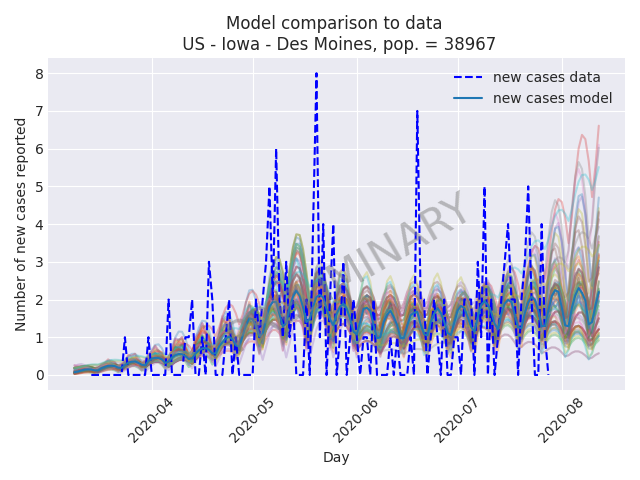 Model comparison to data
US - Iowa - Des Moines, pop. = 38967
new cases data
new cases model
Number of new cases reported
8
7
6
5
4
3
2
1
0
2020-04
2020-05
2020-06
2020-07
2020-08
Day